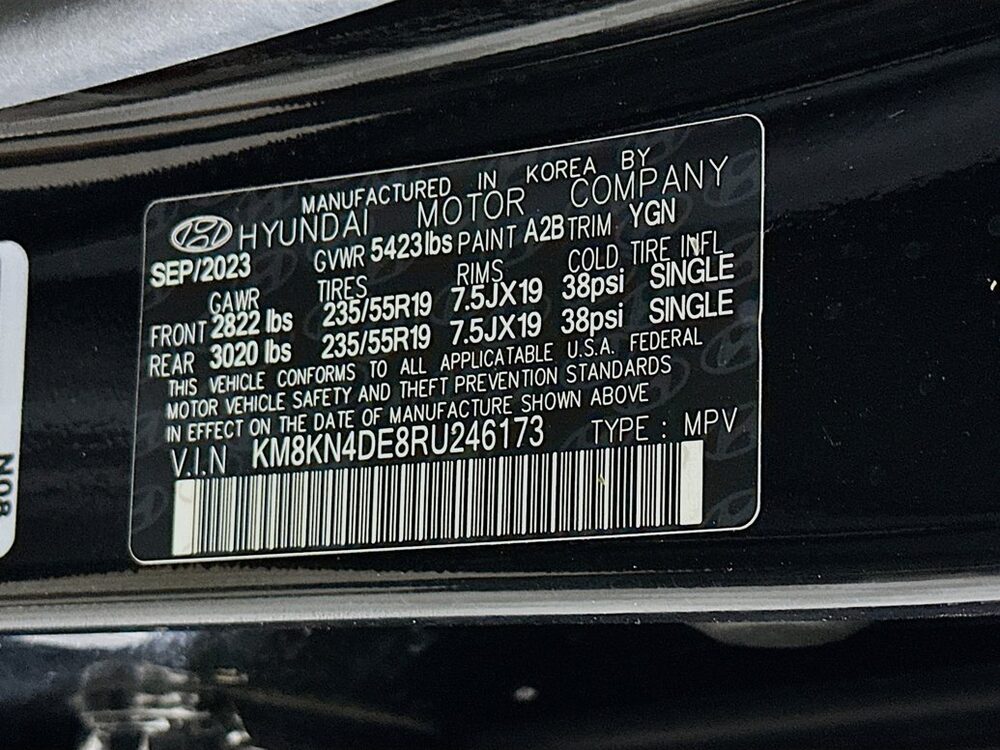 MANUFACTURED IN KOREA BY
HYUNDAI MOTOR COMPANY
SEP/2023 GVWR 5423lbs PAINT A2B TRIM YGN
GAWR TIRES RIMS COLD TIRE INFL
FRONT 2822 lbs 235/55R19 7.5JX19 38psi SINGLE
REAR 3020 lbs 235/55R19 7.5JX19 38psi SINGLE
THIS VEHICLE CONFORMS TO ALL APPLICATABLE U.S.A. FEDERAL
MOTOR VEHICLE SAFETY AND THEFT PREVENTION STANDARDS
IN EFFECT ON THE DATE OF MANUFACTURE SHOWN ABOVE
V.I.N KM8KN4DE8RU246173 TYPE : MPV